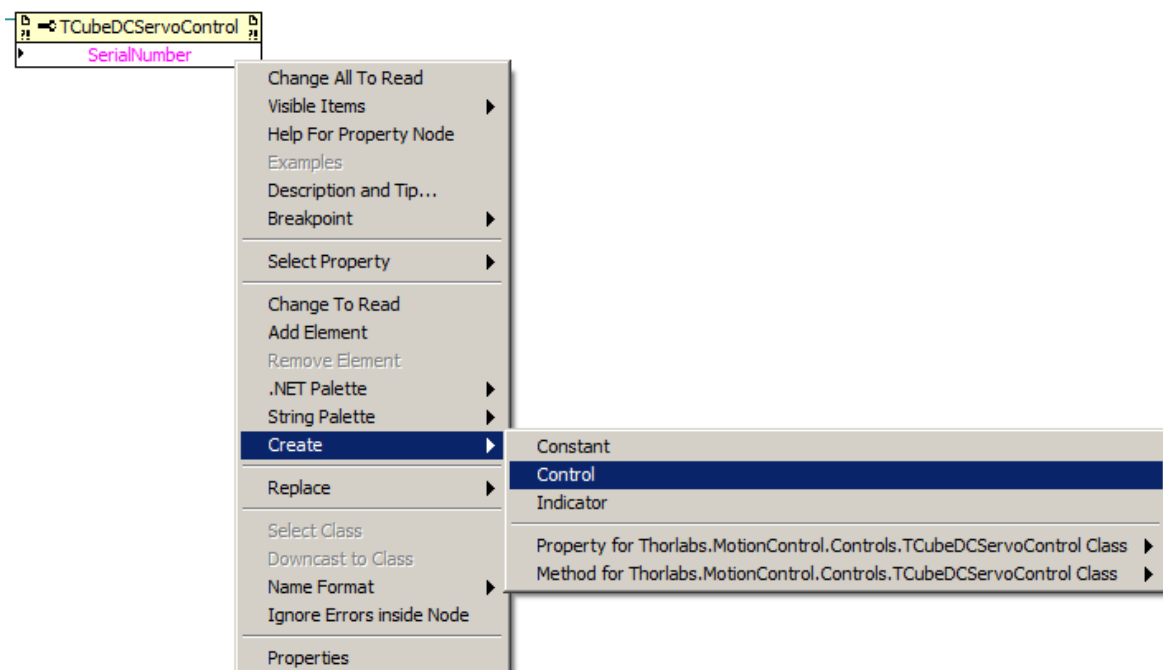 TCubeDCServoControl
SerialNumber
Change All To Read
Visible Items
Help For Property Node
Examples
Description and Tip...
Breakpoint
Select Property
Change To Read
Add Element
Remove Element
.NET Palette
String Palette
Create
Replace
Select Class
Downcast to Class
Name Format
Ignore Errors inside Node
Properties
Constant
Control
Indicator
Property for Thorlabs.MotionControl.Controls.TCubeDCServoControl Class
Method for Thorlabs.MotionControl.Controls.TCubeDCServoControl Class